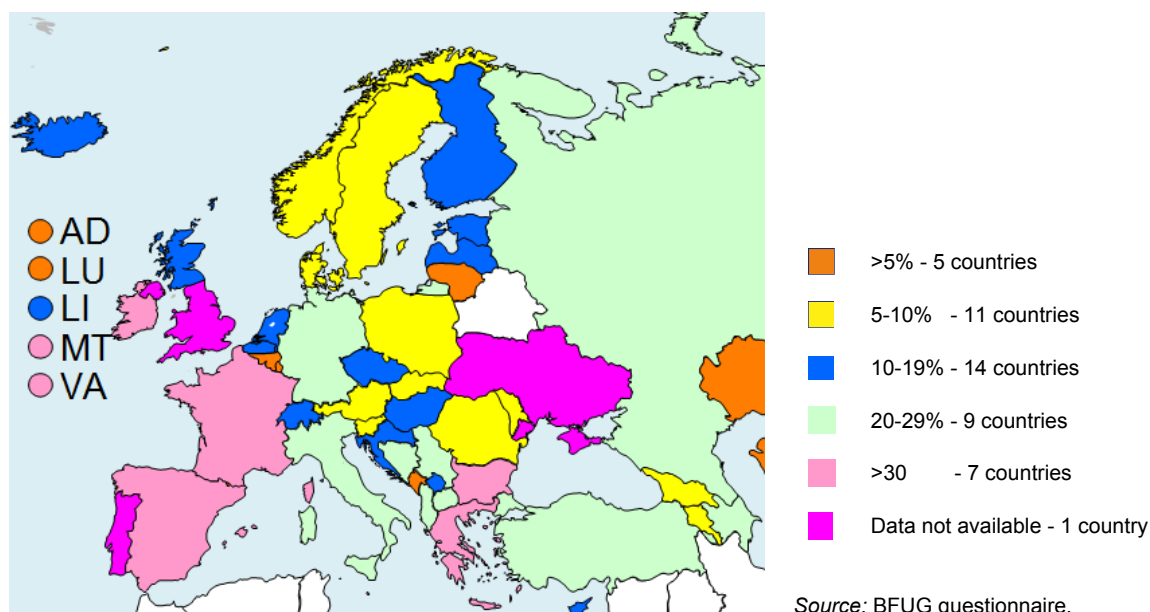 AD
LU
LI
MT
VA
>5% - 5 countries
5-10% - 11 countries
10-19% - 14 countries
20-29% - 9 countries
>30 - 7 countries
Data not available - 1 country
Source: BFUG questionnaire.